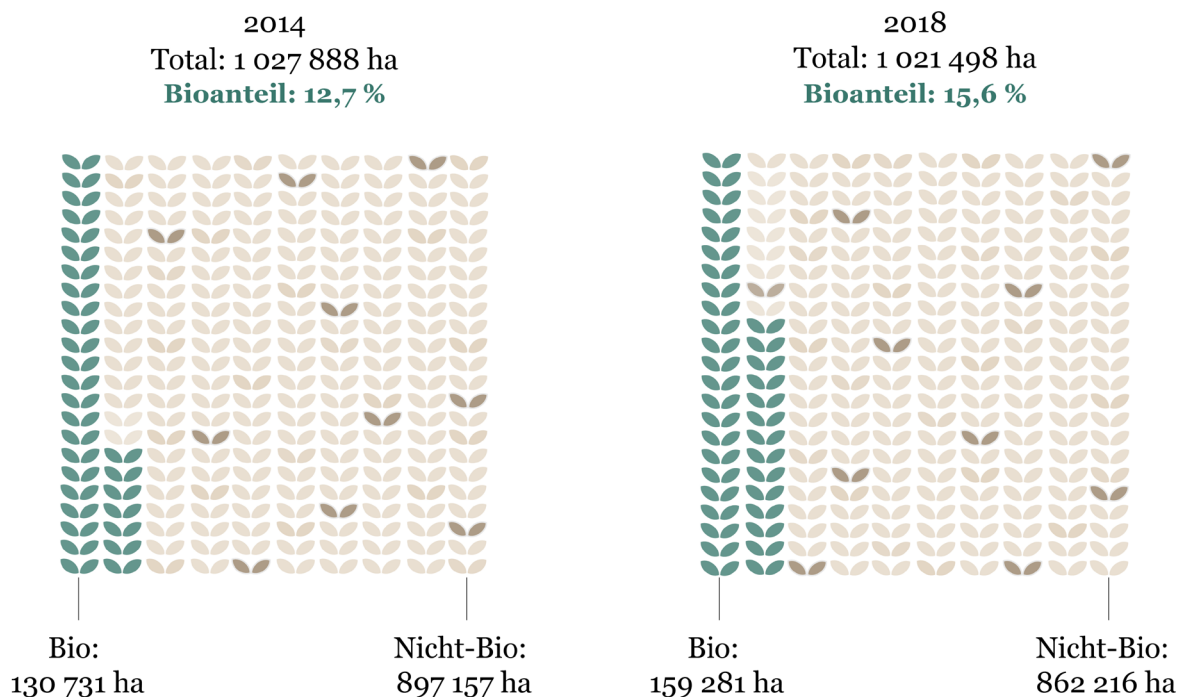 2014
Total: 1 027 888 ha
Bioanteil: 12,7 %
Bio:
130 731 ha
Nicht-Bio:
897 157 ha
2018
Total: 1 021 498 ha
Bioanteil: 15,6 %
Bio:
159 281 ha
Nicht-Bio:
862 216 ha